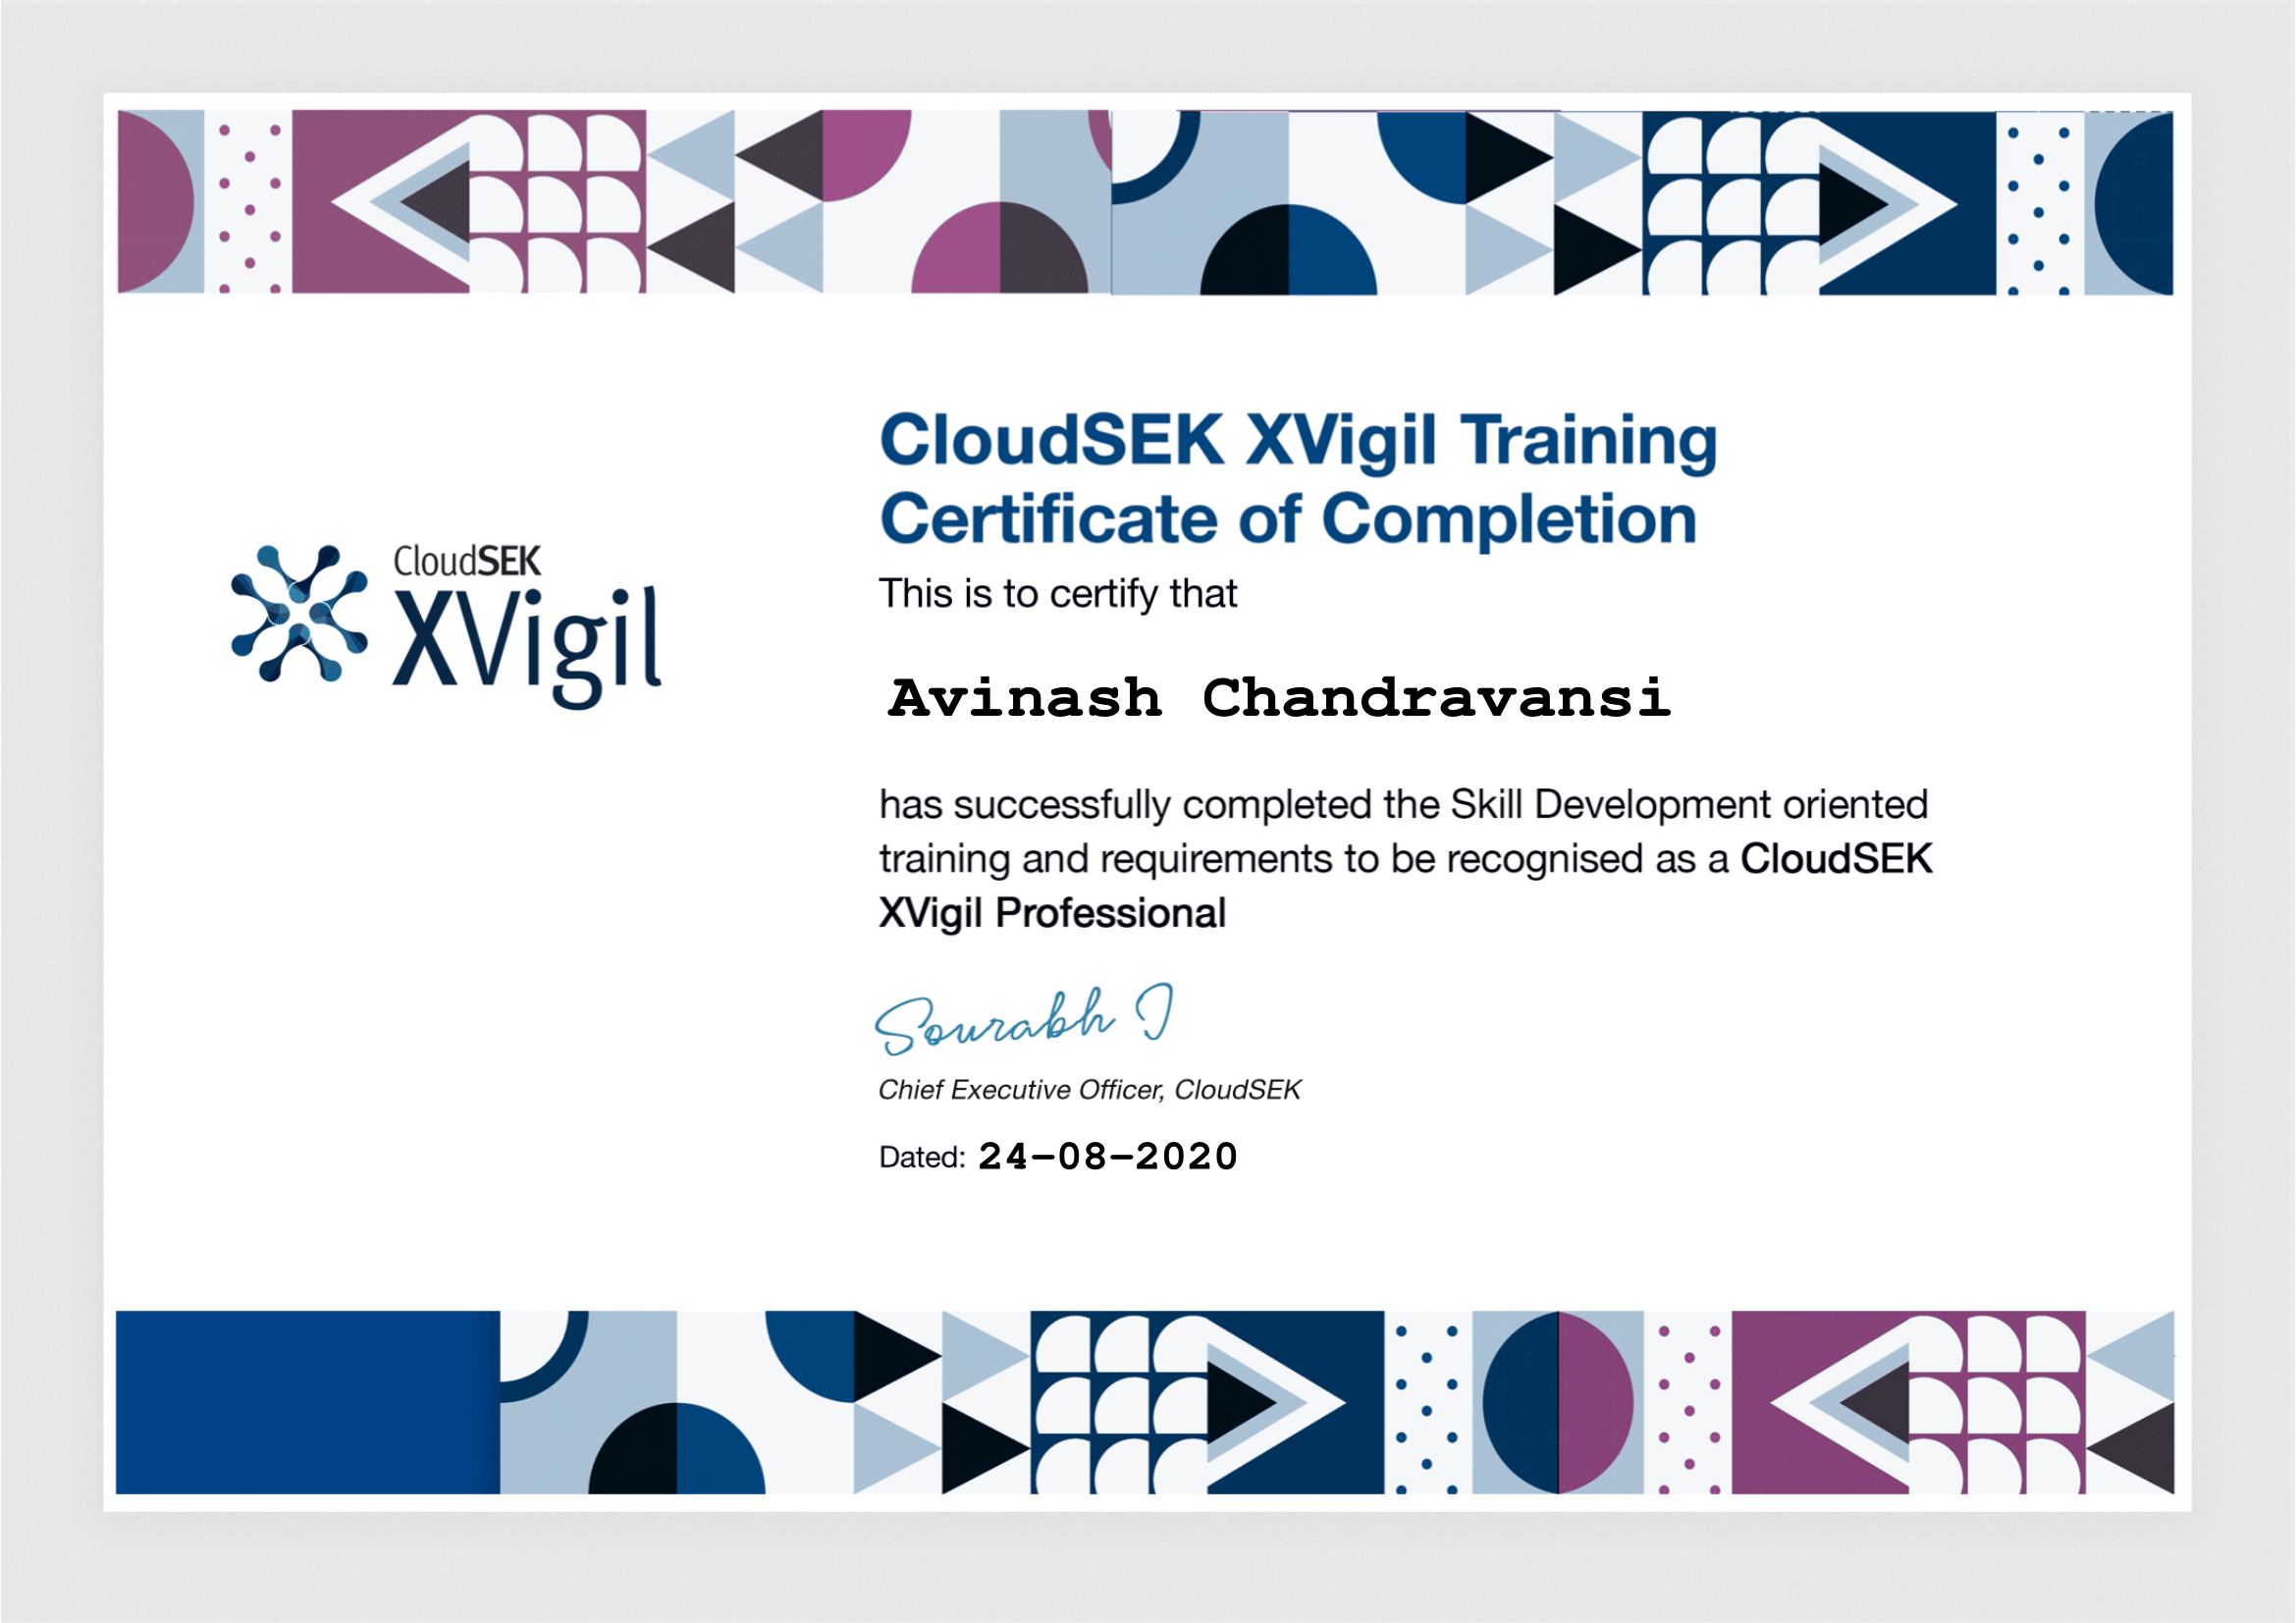 CloudSEK XVigil Training
Certificate of Completion
CloudSEK
XVigil
This is to certify that
Avinash Chandravansi
has successfully completed the Skill Development oriented
training and requirements to be recognised as a CloudSEK
XVigil Professional
Sourabh I
Chief Executive Officer, CloudSEK
Dated: 24-08-2020